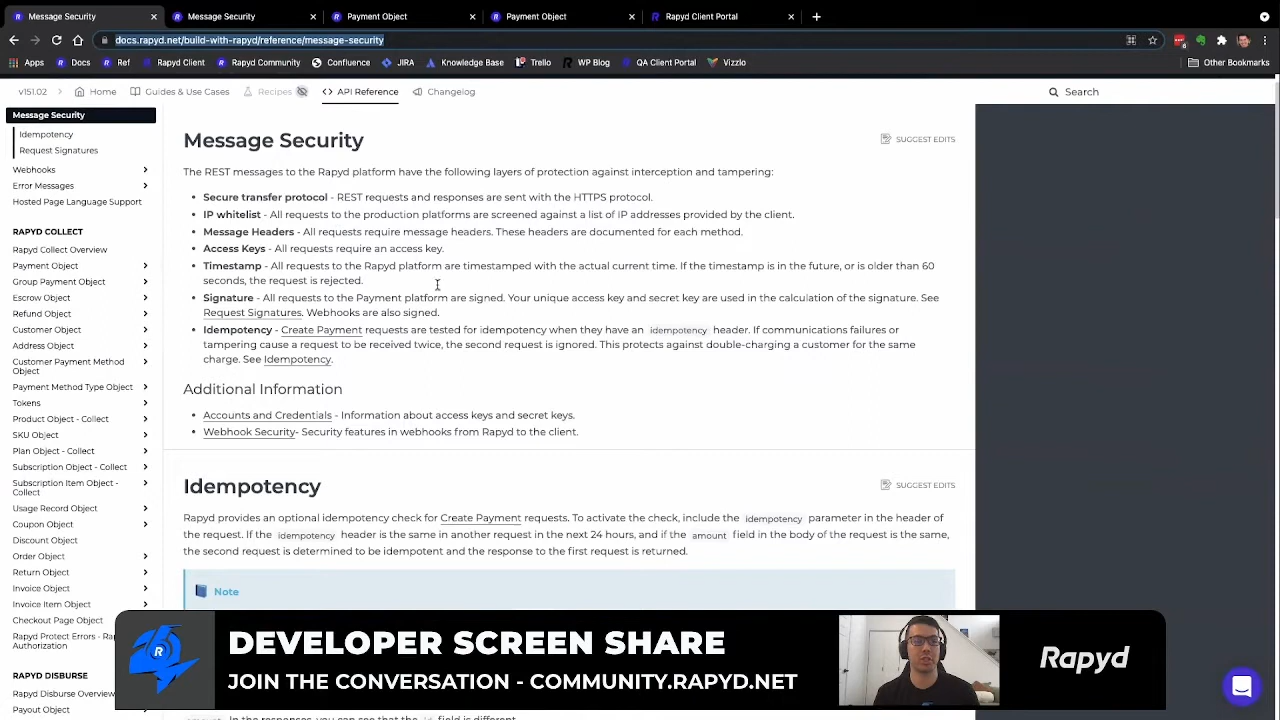 Message Security
Message Security
Payment Object
Payment Object
Rapyd Client Portal
docs.rapyd.net/build-with-rapyd/reference/message-security
Apps
Docs
Ref
Rapyd Client
Rapyd Community
Confluence
JIRA
Knowledge Base
Trello
WP Blog
QA Client Portal
Vizzlo
Other Bookmarks
v151.02
Home
Guides & Use Cases
Recipes
API Reference
Changelog
Search
Message Security
Idempotency
Request Signatures
Webhooks
Error Messages
Hosted Page Language Support
RAPYD COLLECT
Rapyd Collect Overview
Payment Object
Group Payment Object
Escrow Object
Refund Object
Customer Object
Address Object
Customer Payment Method
Object
Payment Method Type Object
Tokens
Product Object - Collect
SKU Object
Plan Object - Collect
Subscription Object - Collect
Subscription Item Object -
Collect
Usage Record Object
Coupon Object
Discount Object
Order Object
Return Object
Invoice Object
Invoice Item Object
Checkout Page Object
Rapyd Protect Errors - Ra
Authorization
RAPYD DISBURSE
Rapyd Disburse Overview
Payout Object
Message Security
SUGGEST EDITS
The REST messages to the Rapyd platform have the following layers of protection against interception and tampering:
• Secure transfer protocol - REST requests and responses are sent with the HTTPS protocol.
• IP whitelist - All requests to the production platforms are screened against a list of IP addresses provided by the client.
• Message Headers - All requests require message headers. These headers are documented for each method.
• Access Keys - All requests require an access key.
• Timestamp - All requests to the Rapyd platform are timestamped with the actual current time. If the timestamp is in the future, or is older than 60
seconds, the request is rejected.
• Signature - All requests to the Payment platform are signed. Your unique access key and secret key are used in the calculation of the signature. See
Request Signatures. Webhooks are also signed.
• Idempotency - Create Payment requests are tested for idempotency when they have an idempotency header. If communications failures or
tampering cause a request to be received twice, the second request is ignored. This protects against double-charging a customer for the same
charge. See Idempotency.
Additional Information
• Accounts and Credentials - Information about access keys and secret keys.
• Webhook Security- Security features in webhooks from Rapyd to the client.
Idempotency
SUGGEST EDITS
Rapyd provides an optional idempotency check for Create Payment requests. To activate the check, include the idempotency parameter in the header of
the request. If the idempotency header is the same in another request in the next 24 hours, and if the amount field in the body of the request is the same,
the second request is determined to be idempotent and the response to the first request is returned.
Note
DEVELOPER SCREEN SHARE
JOIN THE CONVERSATION - COMMUNITY.RAPYD.NET
Rapyd